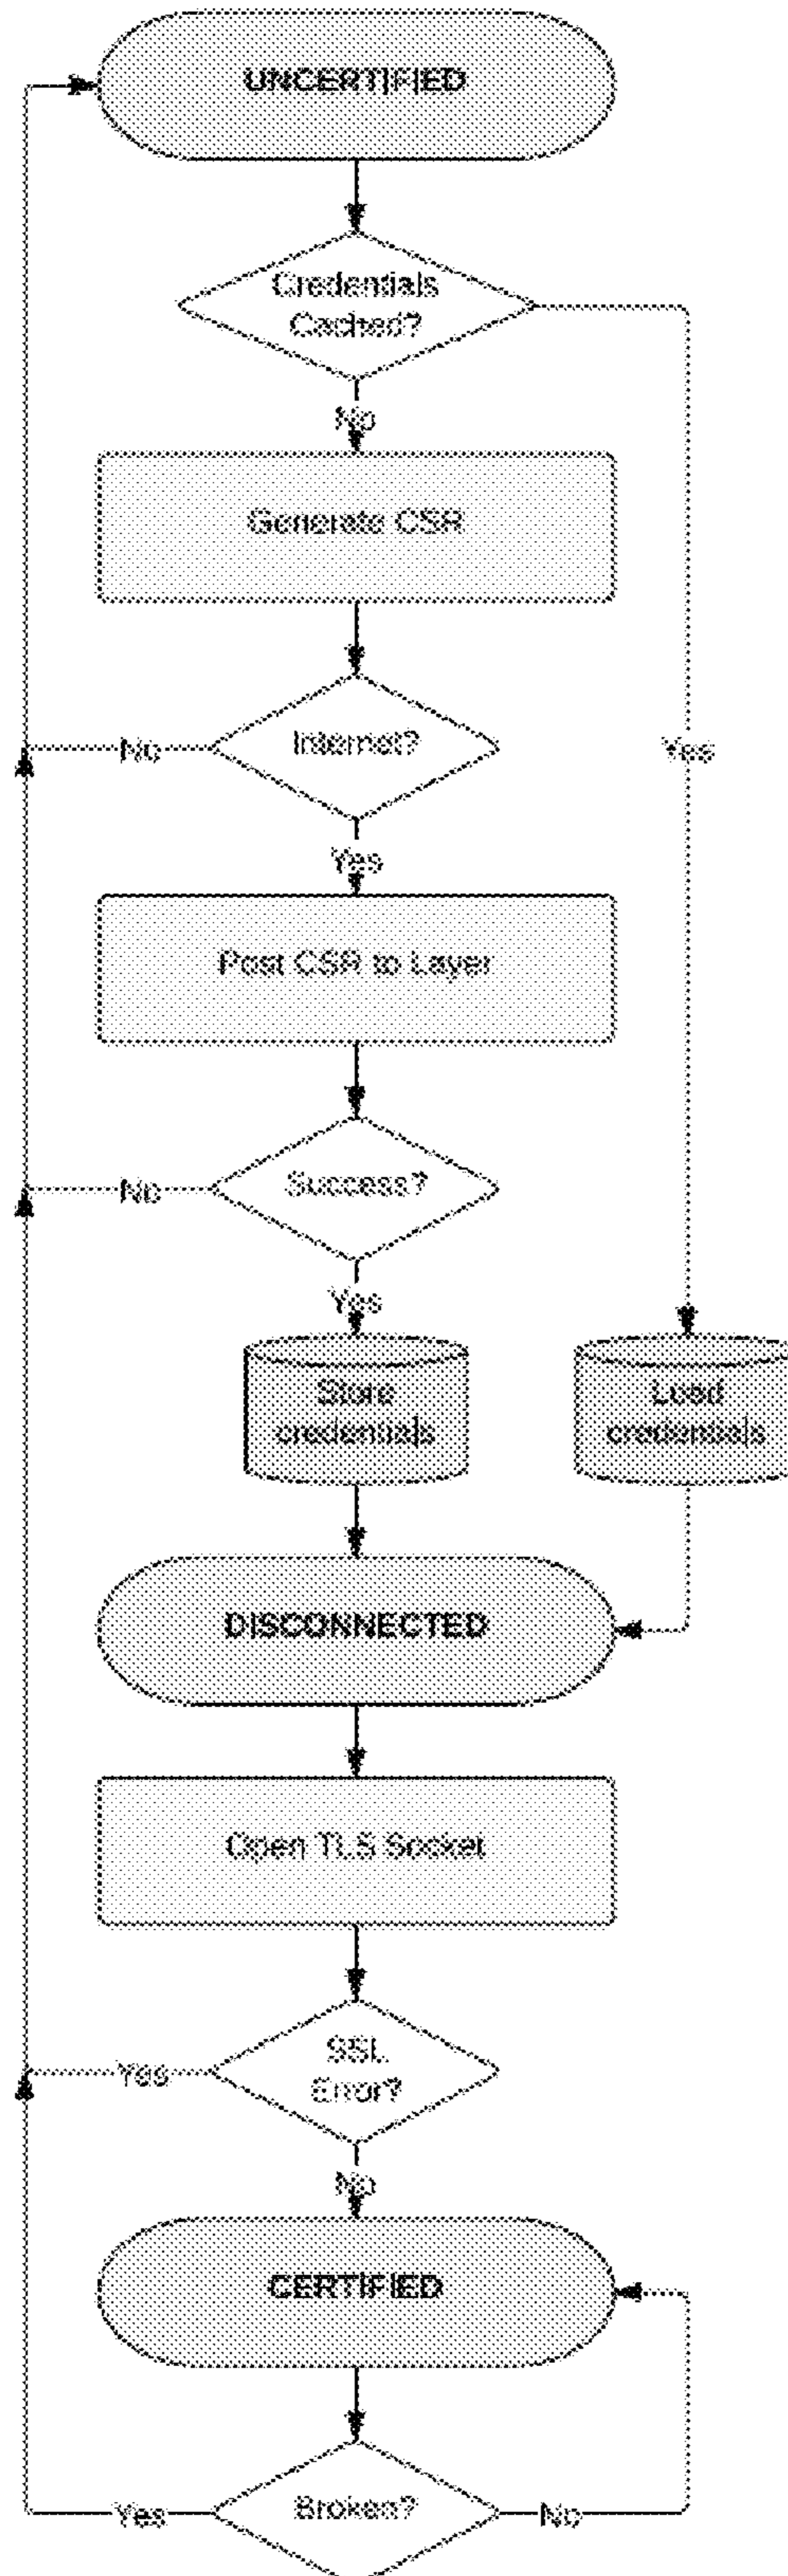 UNCERTIFIED
Credentials
Cached?
No
Generate CSR
Internet?
No
Yes
Yes
Post CSR to Layer
Success?
No
Yes
Store
credentials
Load
credentials
DISCONNECTED
Open TLS Socket
SSL
Error?
Yes
No
CERTIFIED
Broken?
Yes
No